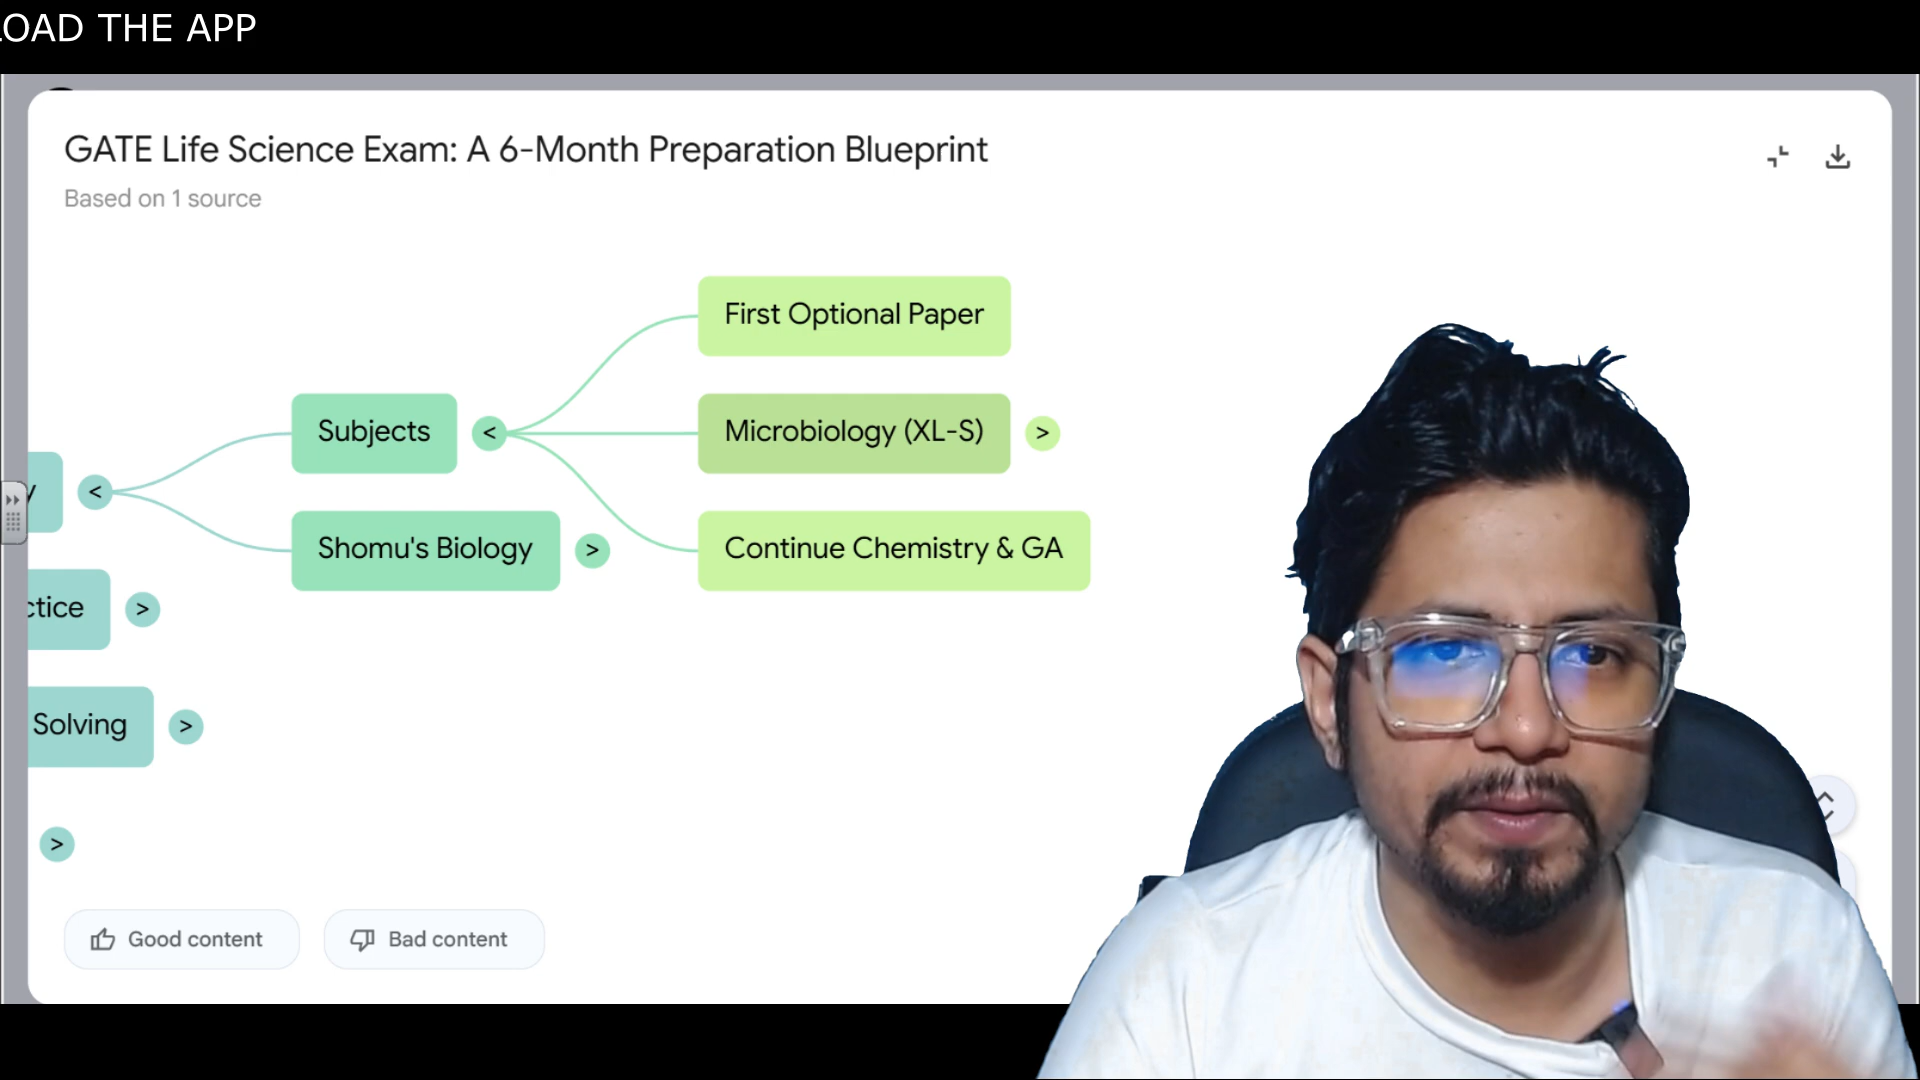 LOAD THE APP
GATE Life Science Exam: A 6-Month Preparation Blueprint
Based on 1 source
First Optional Paper
Subjects
<
Microbiology (XL-S)
>
y
<
Shomu's Biology
>
Continue Chemistry & GA
ctice
>
Solving
>
>
Good content
Bad content